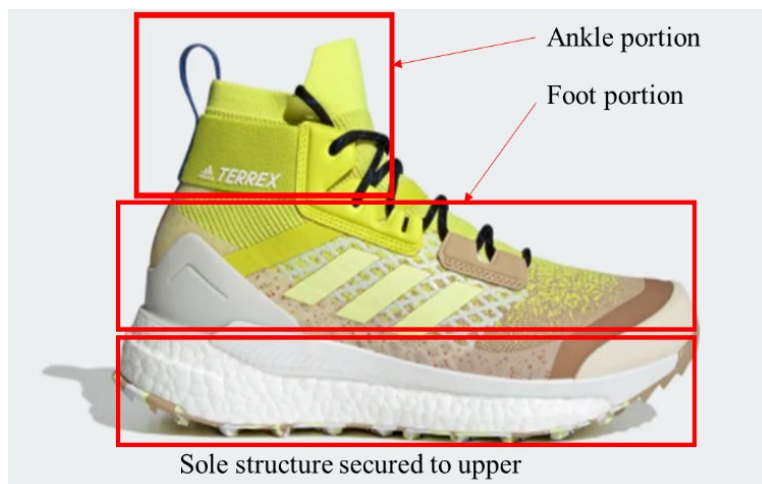 Ankle portion
Foot portion
TERREX
Sole structure secured to upper